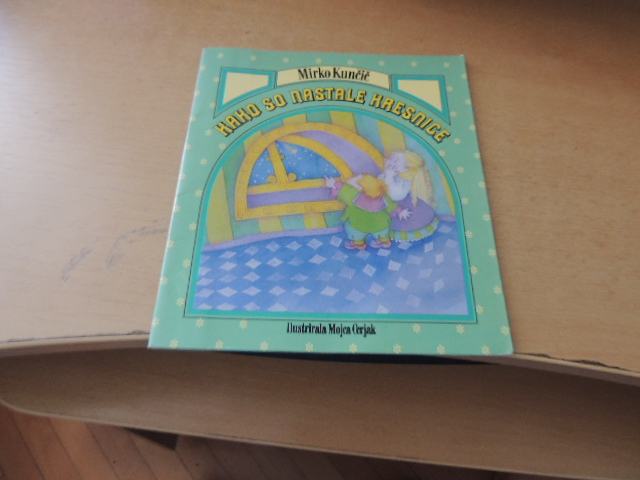 Mirko Kunčič
KAKO SO NASTALE KRESNICE
Ilustrirala Mojca Cerjak